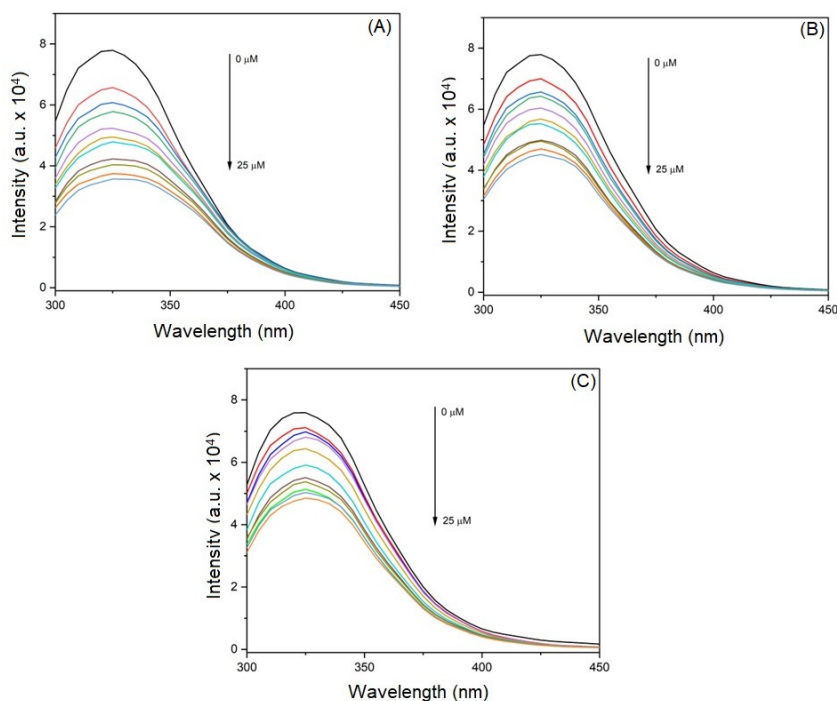 (A)
Intensity (a.u. x 10⁴)
8
6
4
2
0
0 µM
25 µM
300 350 400 450
Wavelength (nm)
(B)
Intensity (a.u. x 10⁴)
8
6
4
2
0
0 µM
25 µM
300 350 400 450
Wavelength (nm)
(C)
Intensity (a.u. x 10⁴)
8
6
4
2
0
0 µM
25 µM
300 350 400 450
Wavelength (nm)